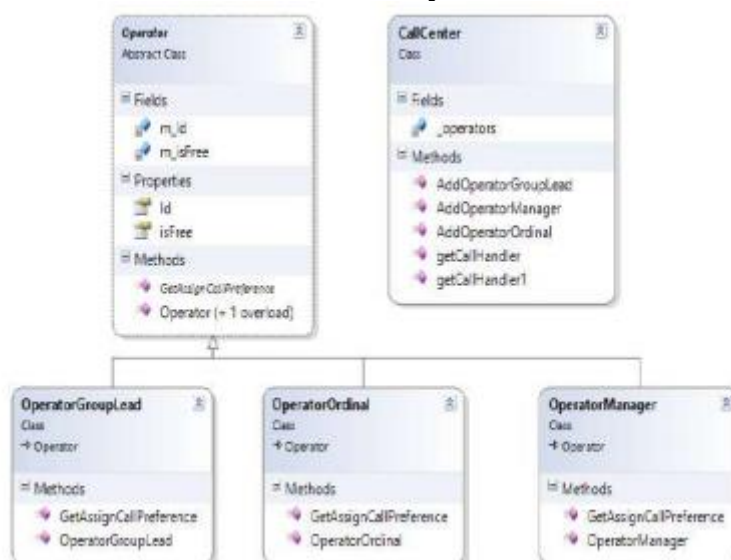 Operator
Abstract Class
Fields
m_id
m_isFree
Properties
Id
isFree
Methods
GetAssignCallPreference
Operator (+ 1 overload)
CallCenter
Class
Fields
_operators
Methods
AddOperatorGroupLead
AddOperatorManager
AddOperatorOrdinal
getCallHandler
getCallHandler1
OperatorGroupLead
Class
Operator
Methods
GetAssignCallPreference
OperatorGroupLead
OperatorOrdinal
Class
Operator
Methods
GetAssignCallPreference
OperatorOrdinal
OperatorManager
Class
Operator
Methods
GetAssignCallPreference
OperatorManager